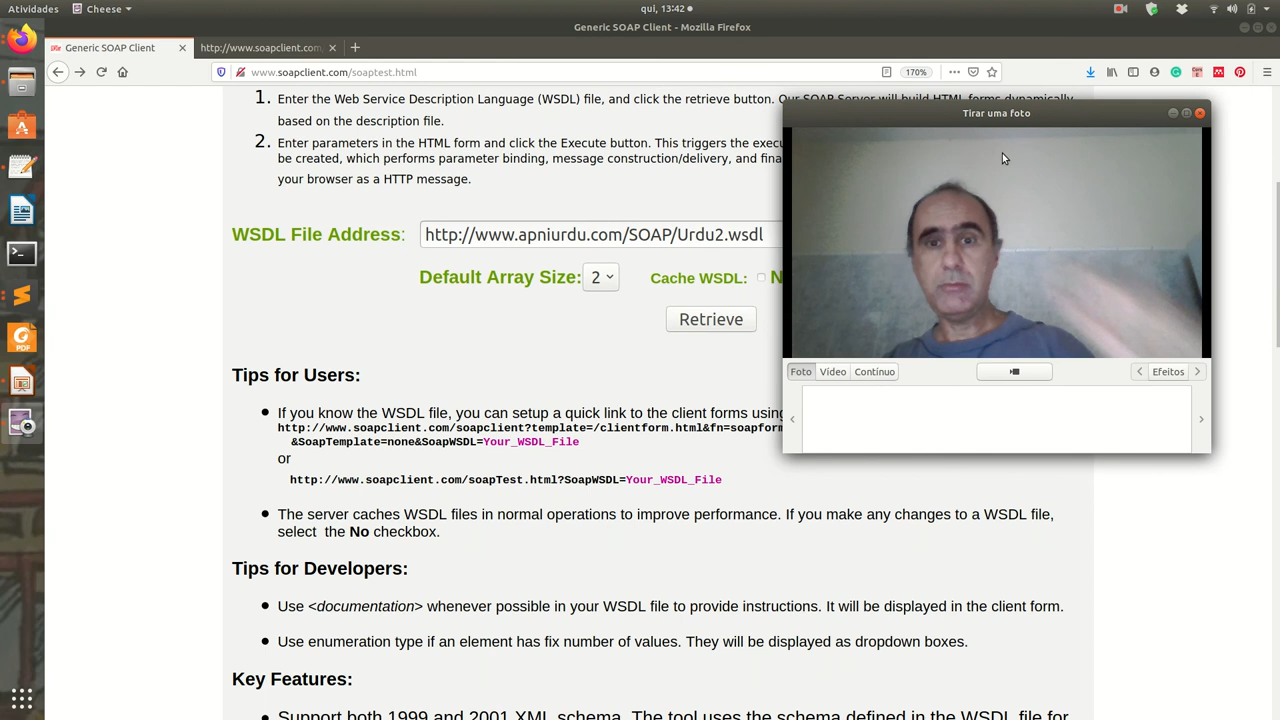 Atividades
Cheese
qui, 13:42
Generic SOAP Client - Mozilla Firefox
Generic SOAP Client
http://www.soapclient.com/
www.soapclient.com/soaptest.html
170%
1. Enter the Web Service Description Language (WSDL) file, and click the retrieve button. Our SOAP Server will build HTML forms dynamically
based on the description file.
2. Enter parameters in the HTML form and click the Execute button. This triggers the
be created, which performs parameter binding, message construction/delivery, and
your browser as a HTTP message.
Tirar uma foto
WSDL File Address:
http://www.apniurdu.com/SOAP/Urdu2.wsdl
Default Array Size: 2
Cache WSDL:
N
Retrieve
Foto
Vídeo
Contínuo
Efeitos
Tips for Users:
If you know the WSDL file, you can setup a quick link to the client forms using
http://www.soapclient.com/soapclient?template=/clientform.html&fn=soapform
&SoapTemplate=none&SoapWSDL=Your_WSDL_File
or
http://www.soapclient.com/soapTest.html?SoapWSDL=Your_WSDL_File
The server caches WSDL files in normal operations to improve performance. If you make any changes to a WSDL file,
select the No checkbox.
Tips for Developers:
Use <documentation> whenever possible in your WSDL file to provide instructions. It will be displayed in the client form.
Use enumeration type if an element has fix number of values. They will be displayed as dropdown boxes.
Key Features:
Support both 1999 and 2001 XML schema. The tool uses the schema defined in the WSDL file for